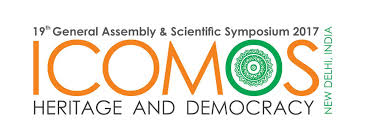 19th General Assembly & Scientific Symposium 2017
ICOMOS
HERITAGE AND DEMOCRACY
NEW DELHI, INDIA